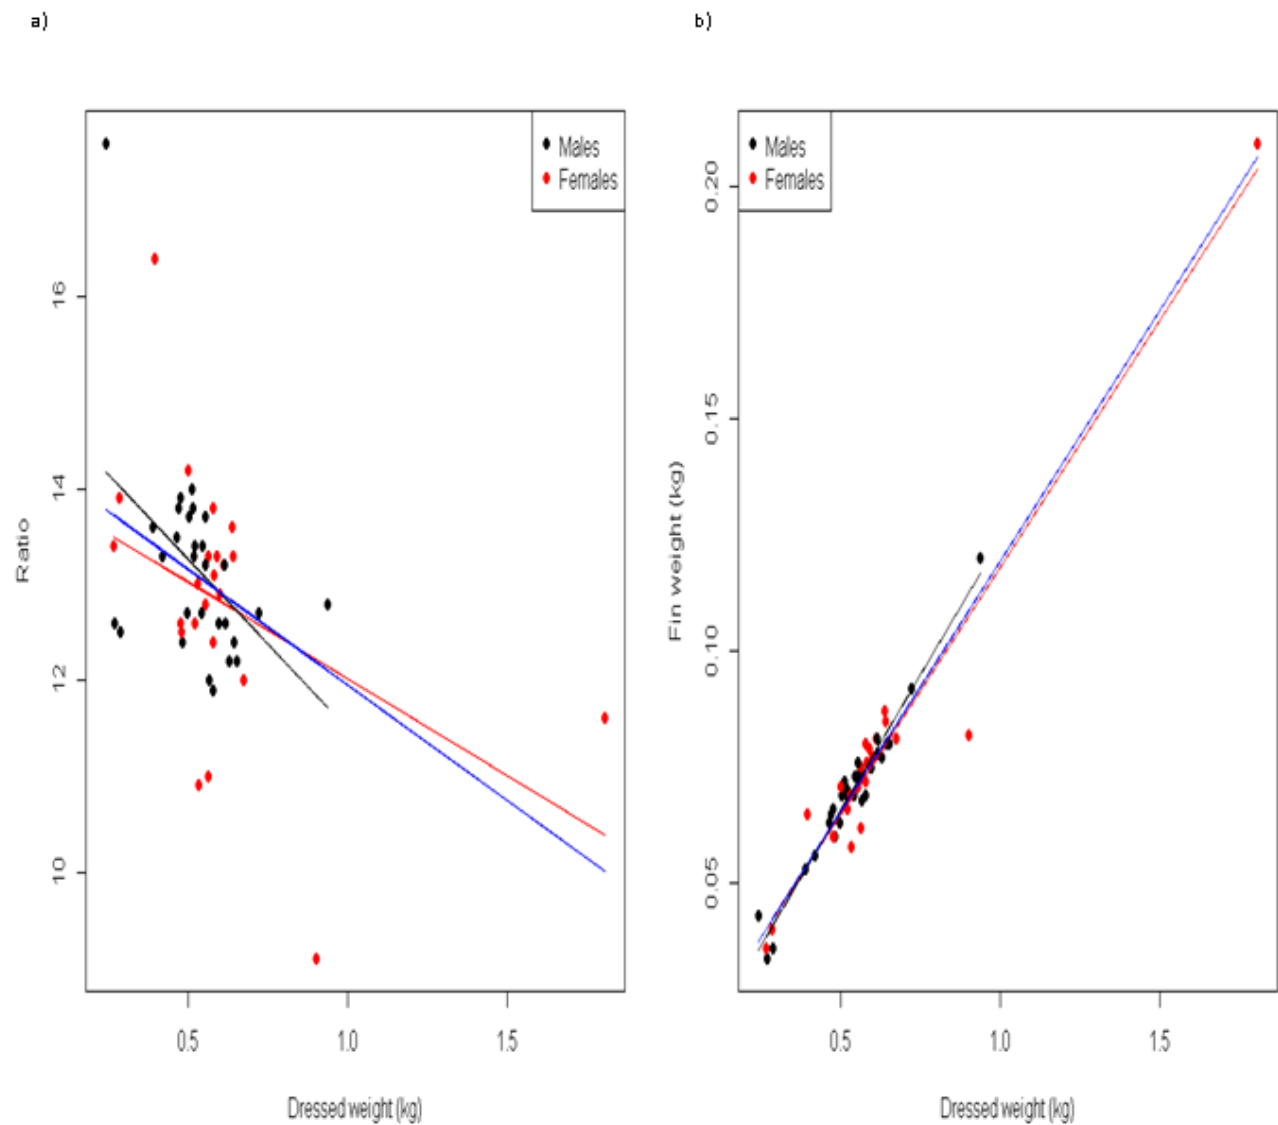 a)
Ratio
16
14
12
10
Males
Females
0.5
1.0
1.5
Dressed weight (kg)
b)
Fin weight (kg)
0.20
0.15
0.10
0.05
Males
Females
0.5
1.0
1.5
Dressed weight (kg)